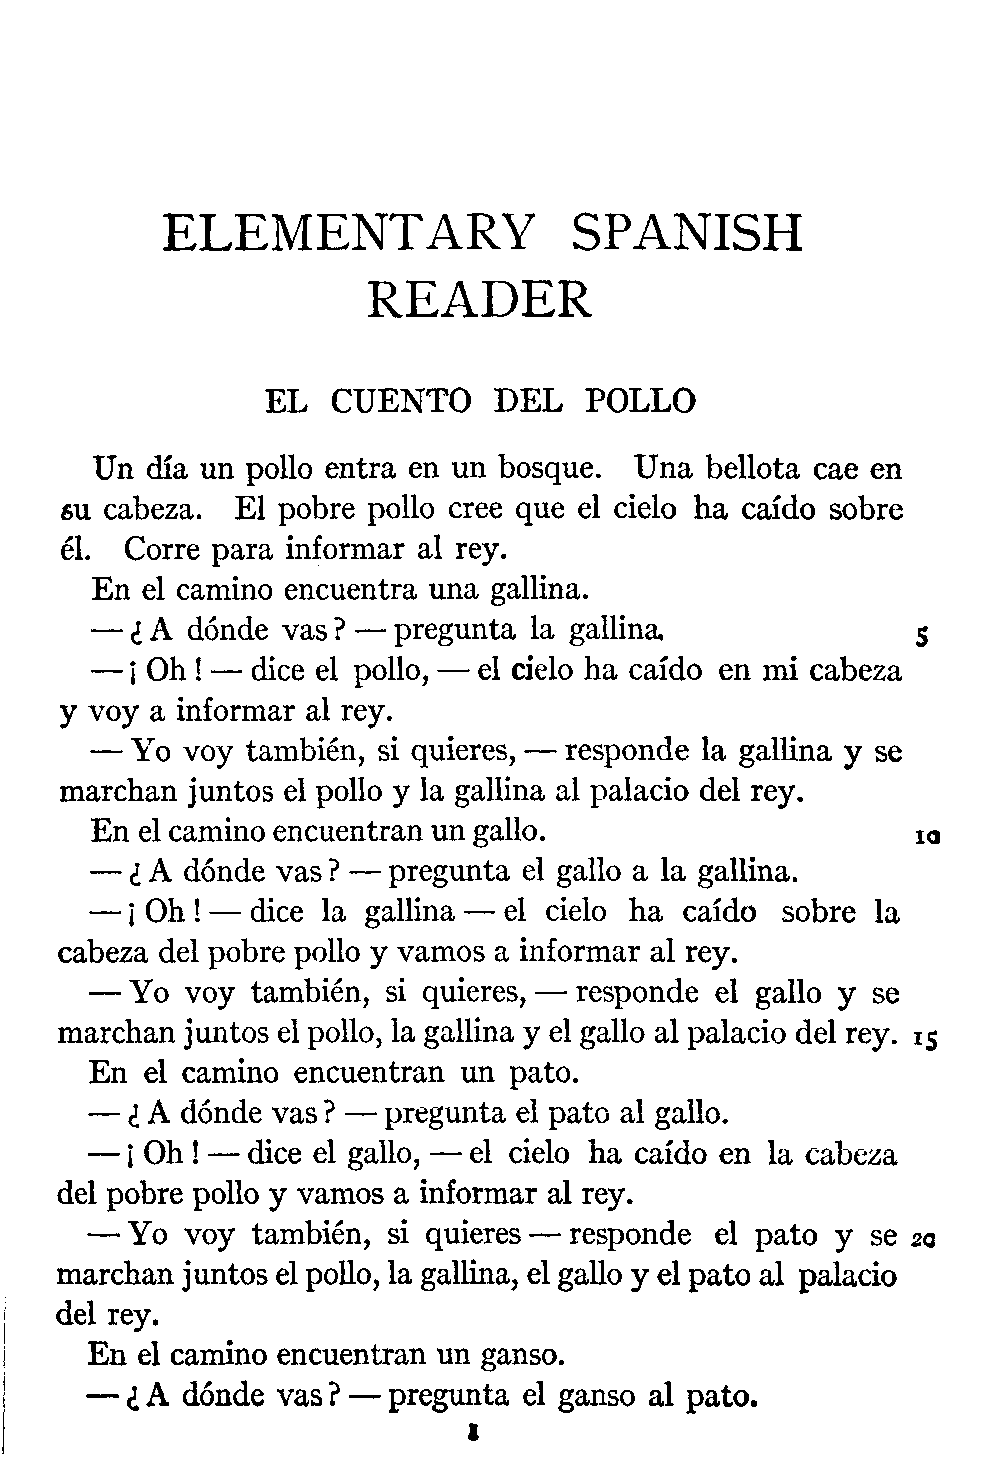 ELEMENTARY SPANISH
READER
EL CUENTO DEL POLLO
Un día un pollo entra en un bosque. Una bellota cae en
su cabeza. El pobre pollo cree que el cielo ha caído sobre
él. Corre para informar al rey.
En el camino encuentra una gallina.
— ¿ A dónde vas ? — pregunta la gallina. 5
— ¡ Oh ! — dice el pollo, — el cielo ha caído en mi cabeza
y voy a informar al rey.
— Yo voy también, si quieres, — responde la gallina y se
marchan juntos el pollo y la gallina al palacio del rey.
En el camino encuentran un gallo. 10
— ¿ A dónde vas ? — pregunta el gallo a la gallina.
— ¡ Oh ! — dice la gallina — el cielo ha caído sobre la
cabeza del pobre pollo y vamos a informar al rey.
— Yo voy también, si quieres, — responde el gallo y se
marchan juntos el pollo, la gallina y el gallo al palacio del rey. 15
En el camino encuentran un pato.
— ¿ A dónde vas ? — pregunta el pato al gallo.
— ¡ Oh ! — dice el gallo, — el cielo ha caído en la cabeza
del pobre pollo y vamos a informar al rey.
— Yo voy también, si quieres — responde el pato y se 20
marchan juntos el pollo, la gallina, el gallo y el pato al palacio
del rey.
En el camino encuentran un ganso.
— ¿ A dónde vas ? — pregunta el ganso al pato.
1